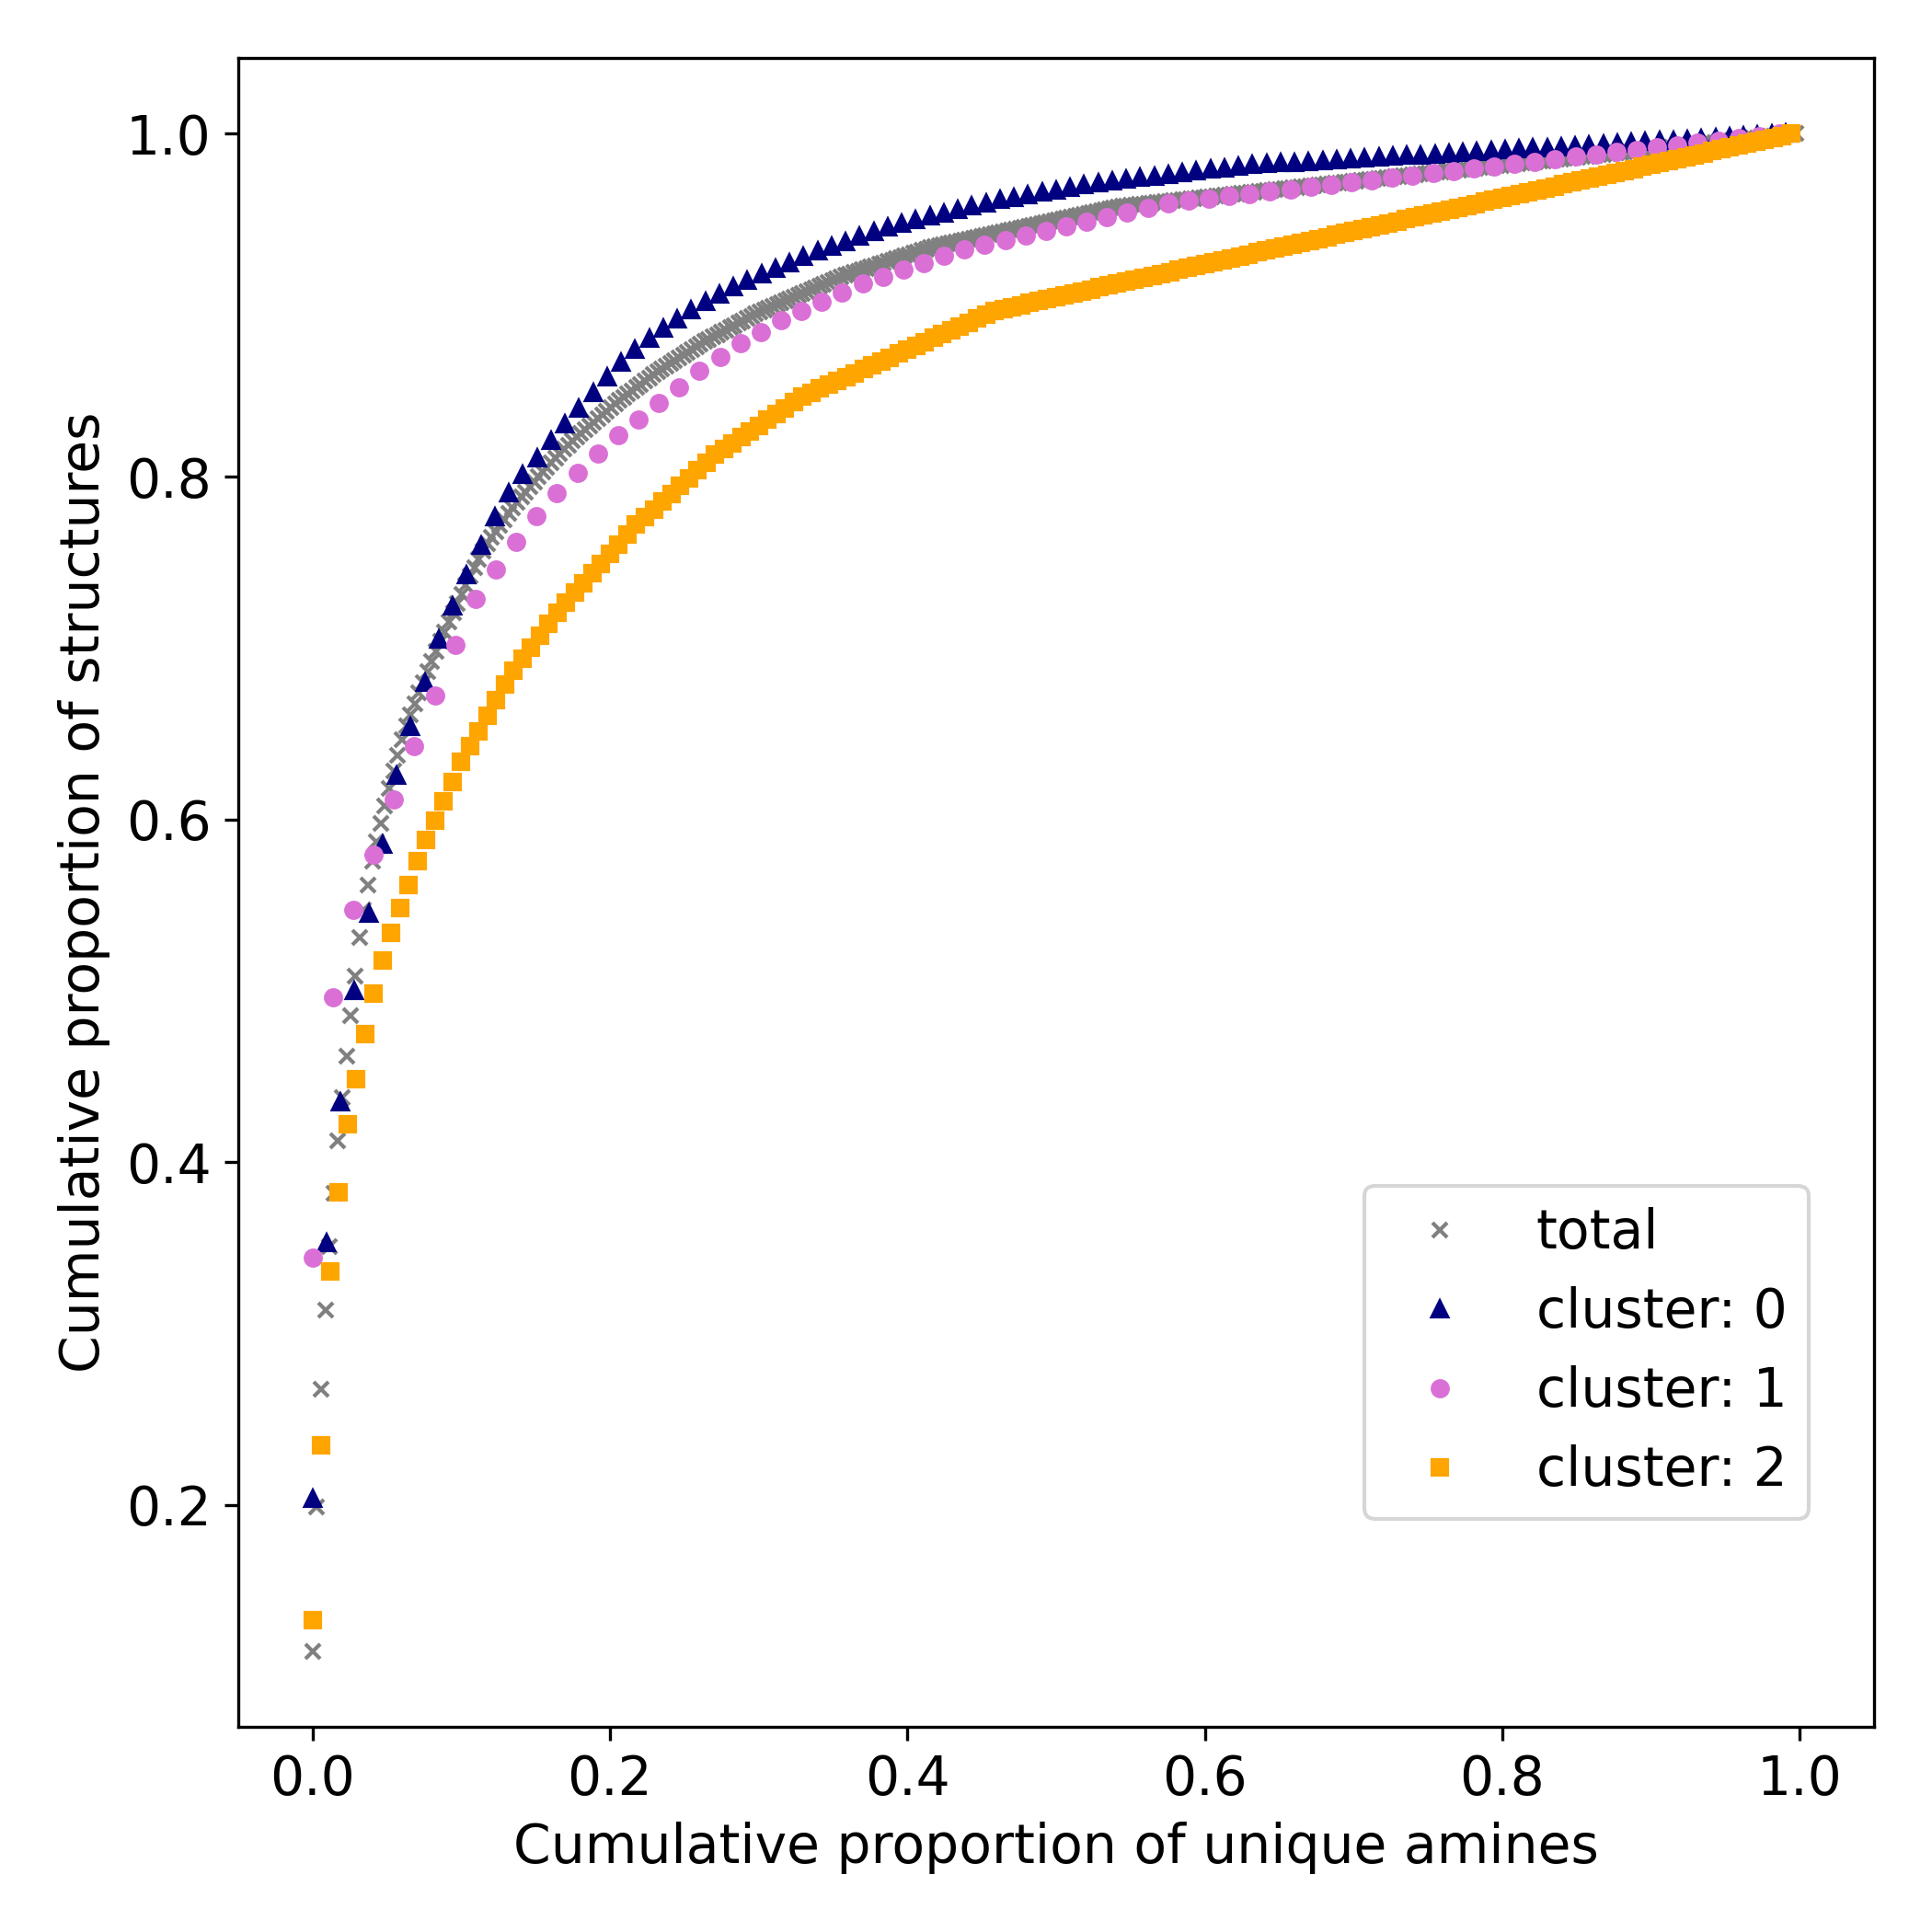 1.0
0.8
0.6
0.4
0.2
Cumulative proportion of structures
total
cluster: 0
cluster: 1
cluster: 2
0.0 0.2 0.4 0.6 0.8 1.0
Cumulative proportion of unique amines